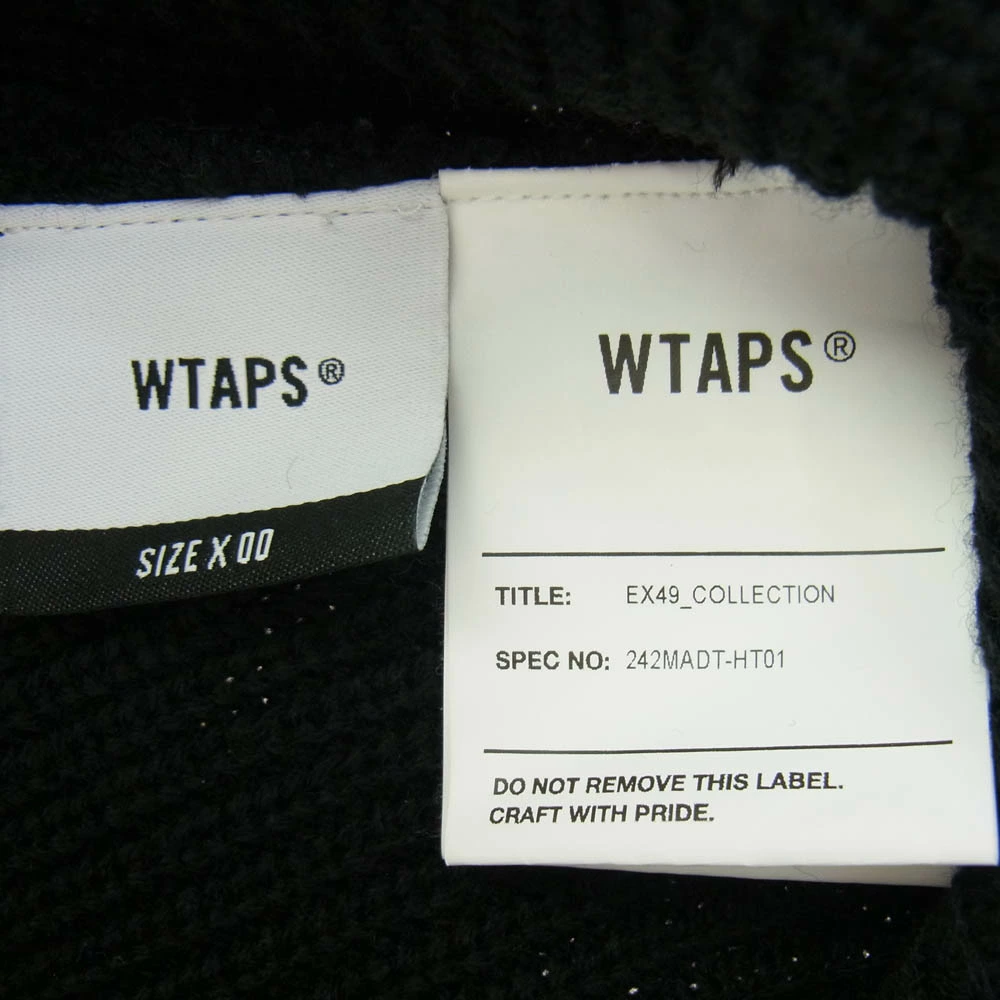 WTAPS®
SIZE X 00
WTAPS®
TITLE: EX49_COLLECTION
SPEC NO: 242MADT-HT01
DO NOT REMOVE THIS LABEL.
CRAFT WITH PRIDE.